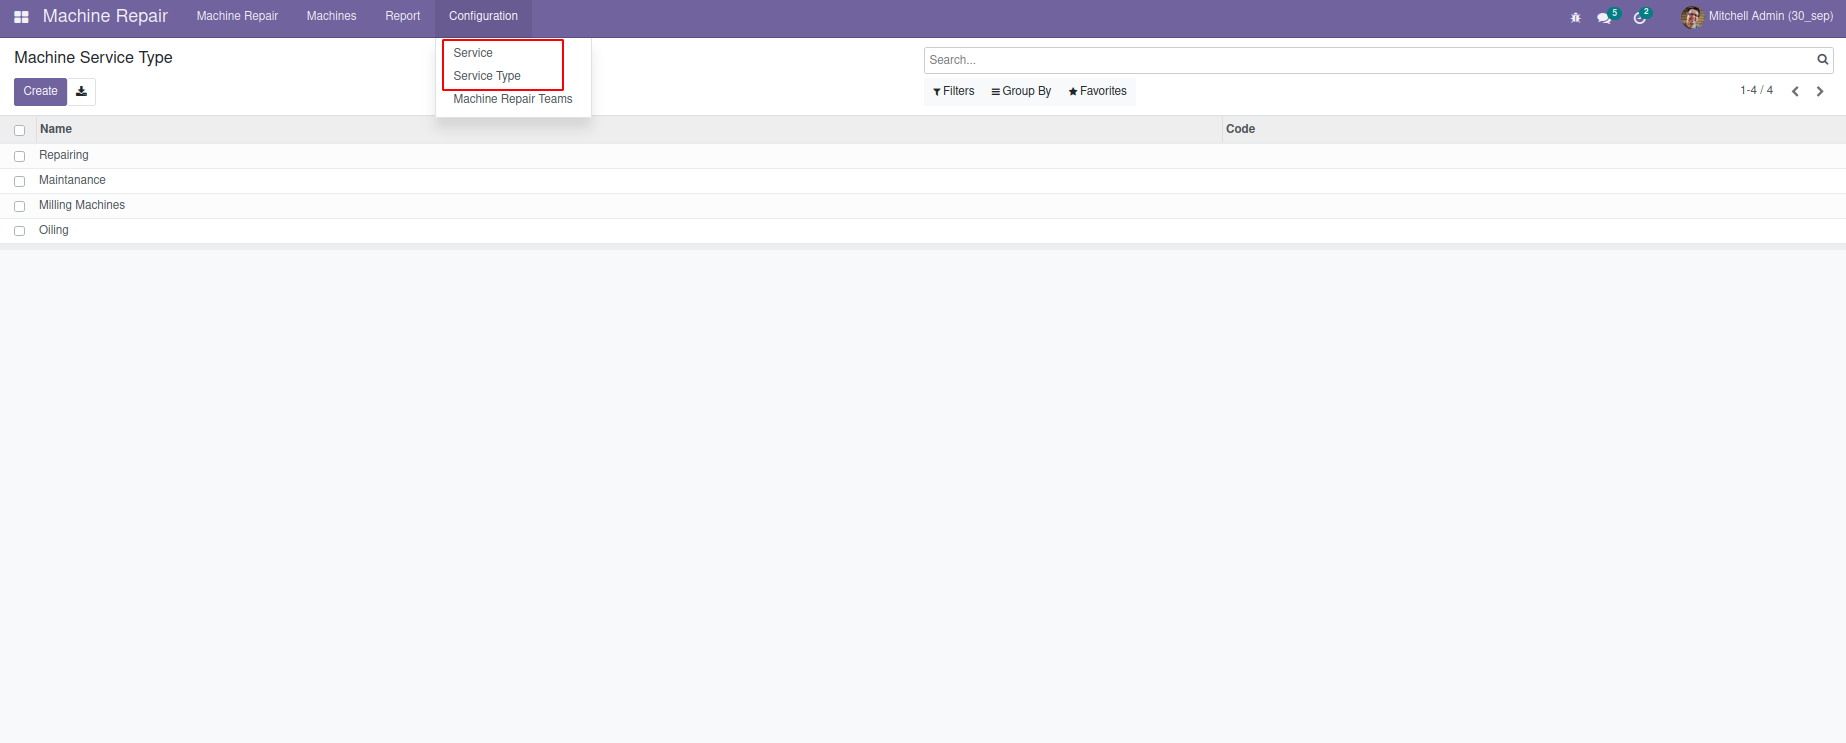 Machine Repair Machine Repair Machines Report Configuration 5 2 Mitchell Admin (30_sep)
Machine Service Type
Service
Service Type
Machine Repair Teams
Search...
Create
Filters Group By Favorites
1-4 / 4
Name Code
Repairing
Maintanance
Milling Machines
Oiling